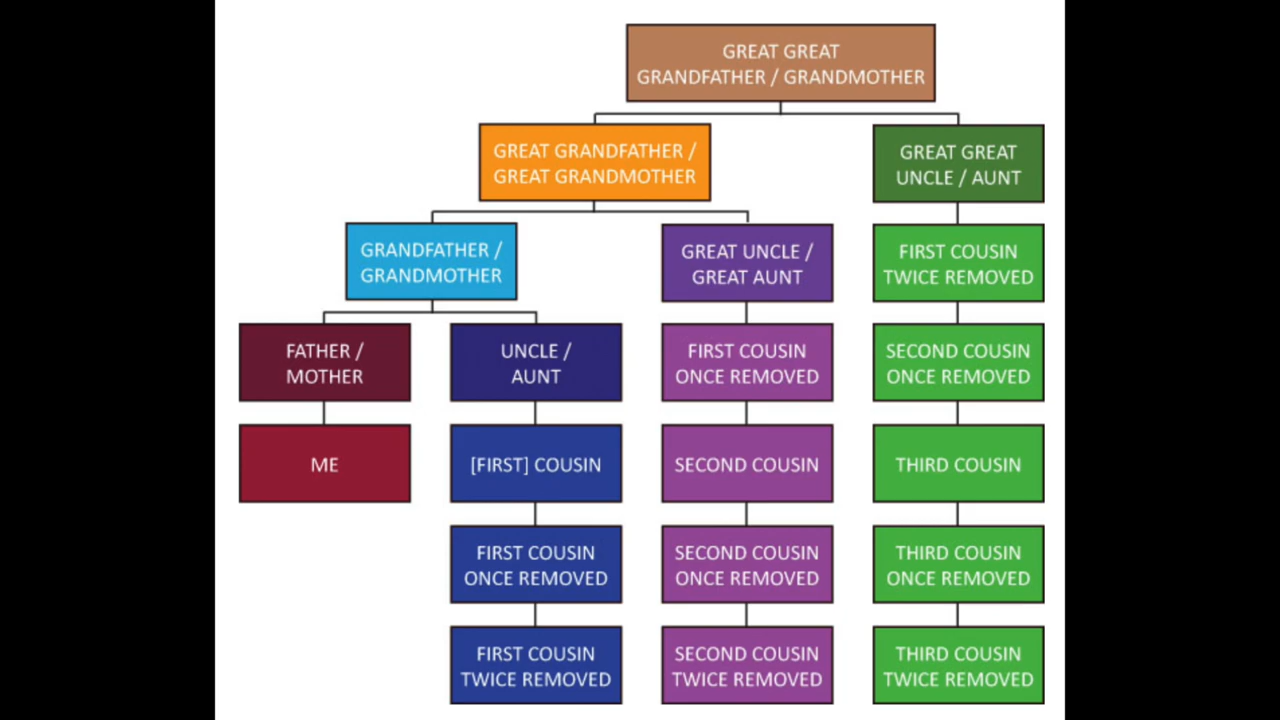 GREAT GREAT
GRANDFATHER / GRANDMOTHER
GREAT GRANDFATHER /
GREAT GRANDMOTHER
GREAT GREAT
UNCLE / AUNT
GRANDFATHER /
GRANDMOTHER
GREAT UNCLE /
GREAT AUNT
FIRST COUSIN
TWICE REMOVED
FATHER /
MOTHER
UNCLE /
AUNT
FIRST COUSIN
ONCE REMOVED
SECOND COUSIN
ONCE REMOVED
ME
[FIRST] COUSIN
SECOND COUSIN
THIRD COUSIN
FIRST COUSIN
ONCE REMOVED
SECOND COUSIN
ONCE REMOVED
THIRD COUSIN
ONCE REMOVED
FIRST COUSIN
TWICE REMOVED
SECOND COUSIN
TWICE REMOVED
THIRD COUSIN
TWICE REMOVED